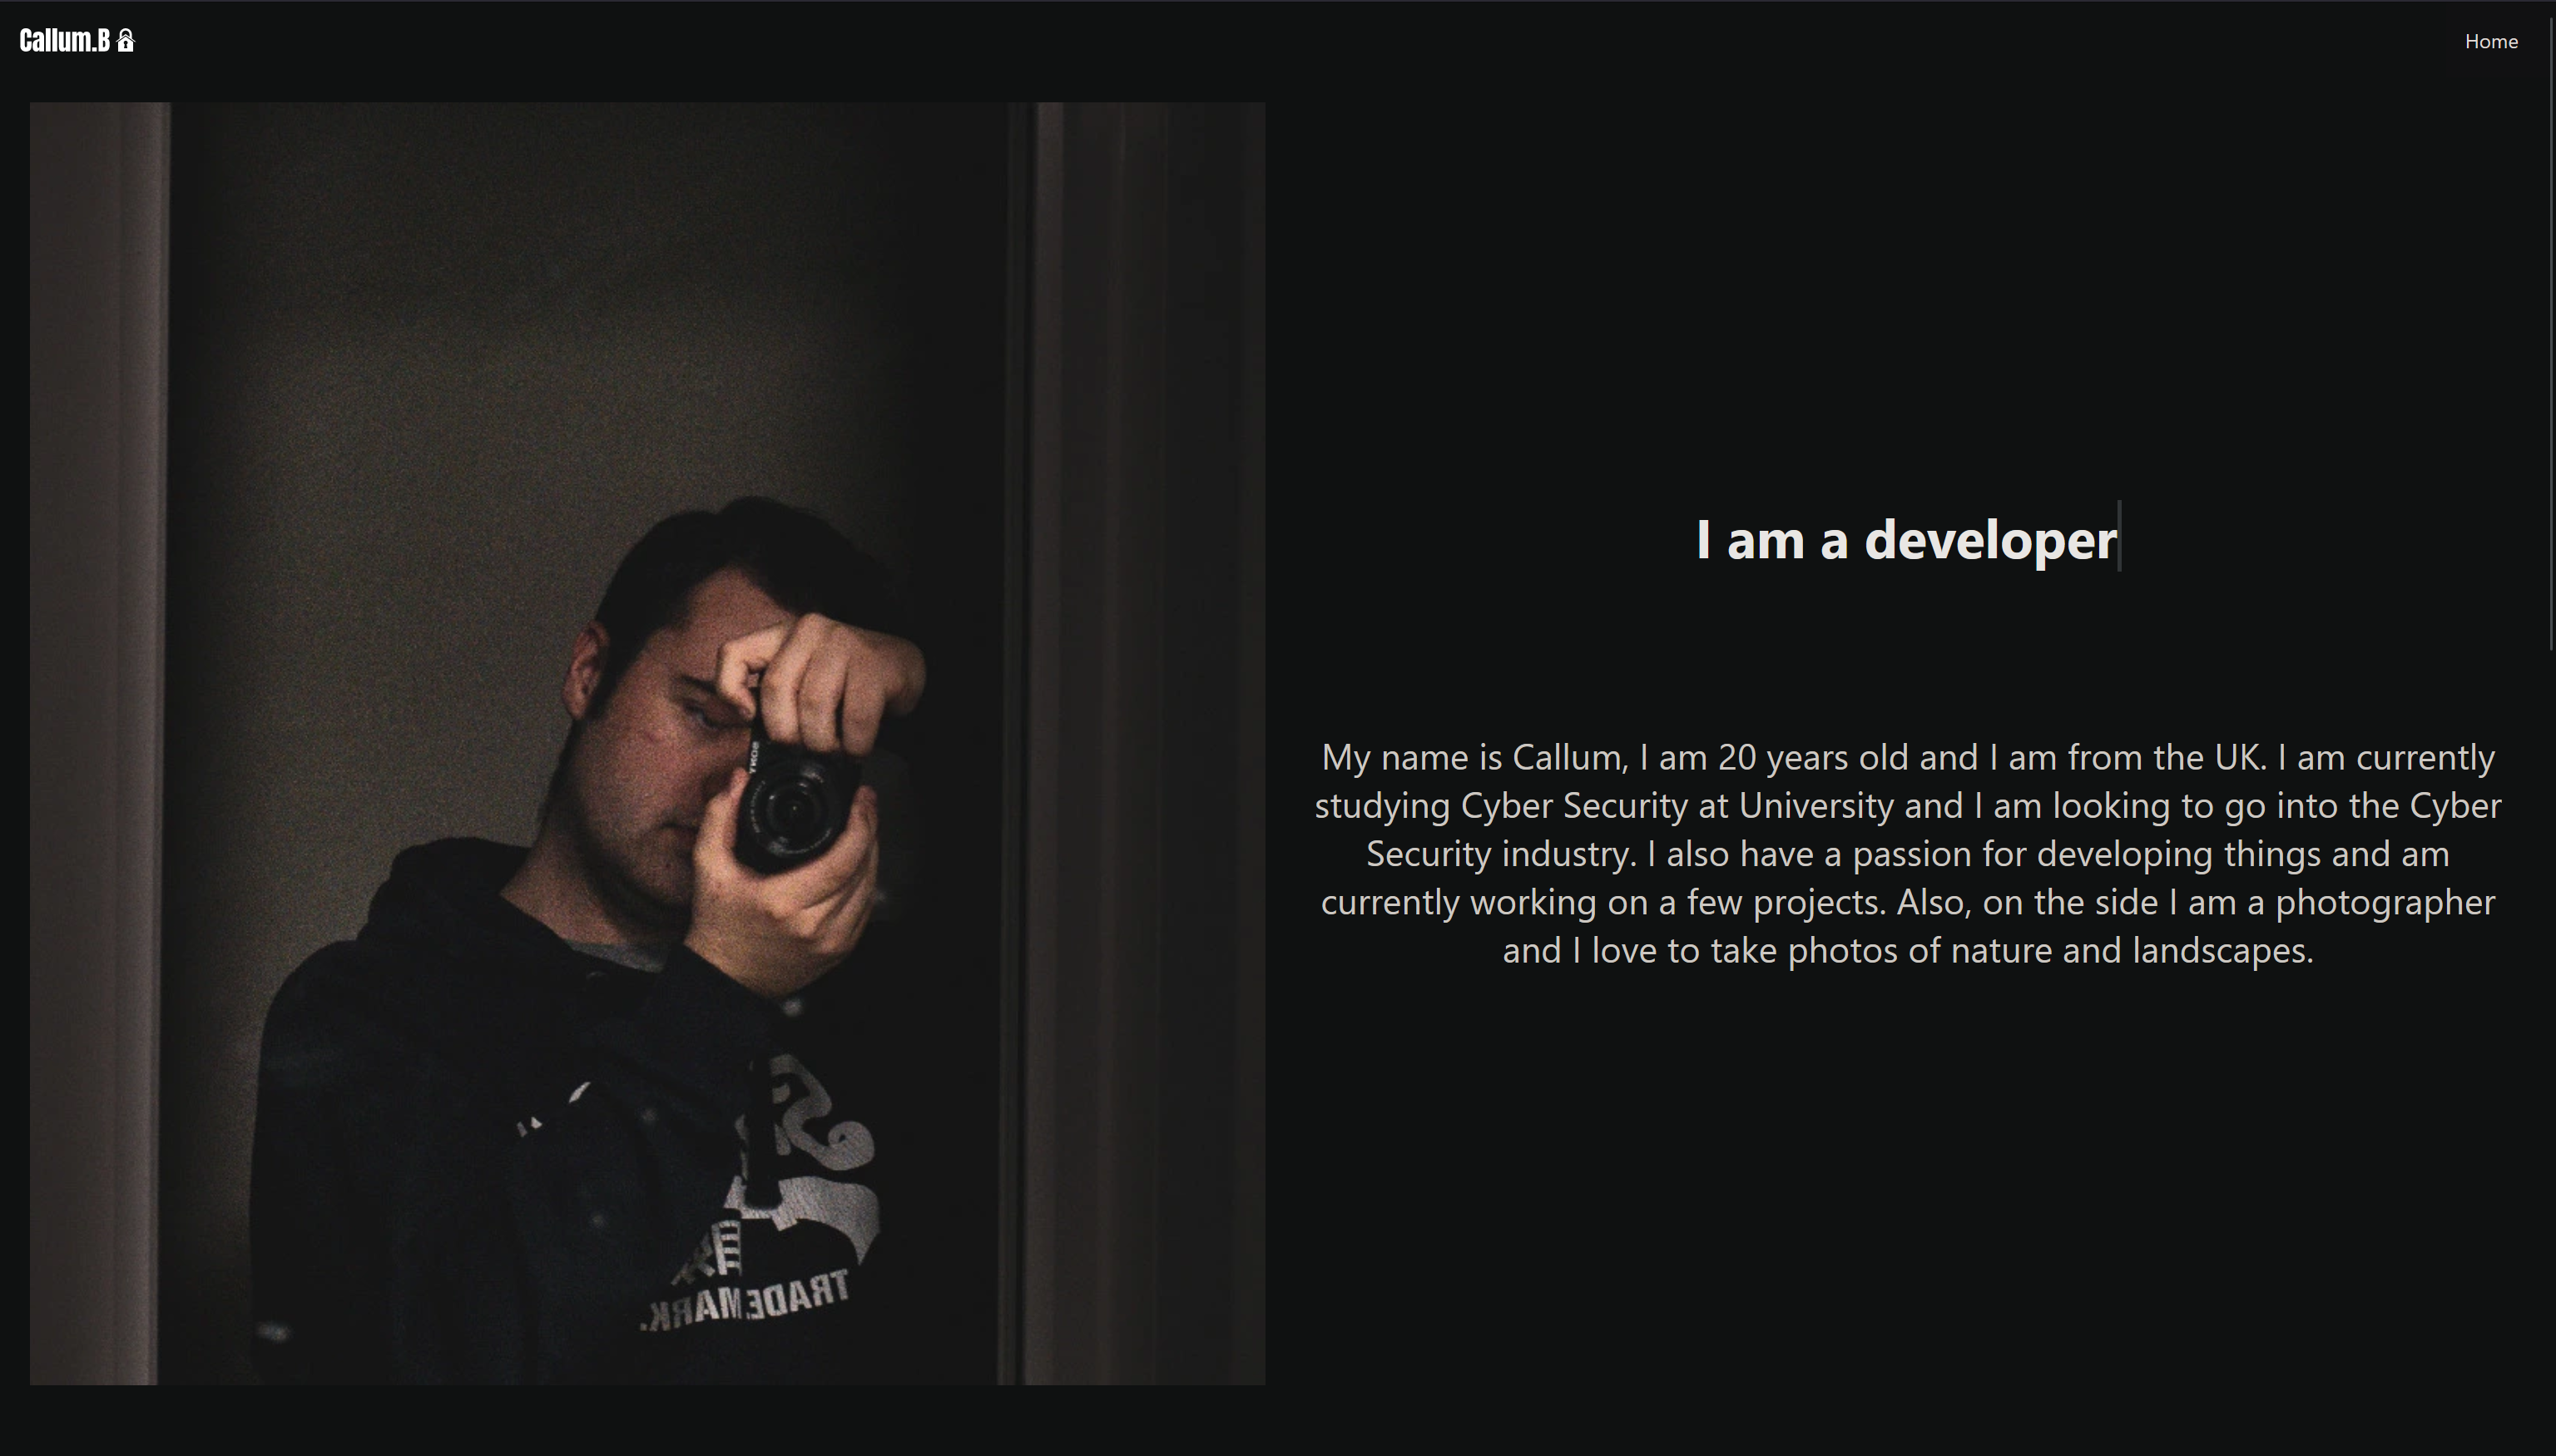 Callum.B
Home
I am a developer
My name is Callum, I am 20 years old and I am from the UK. I am currently
studying Cyber Security at University and I am looking to go into the Cyber
Security industry. I also have a passion for developing things and am
currently working on a few projects. Also, on the side I am a photographer
and I love to take photos of nature and landscapes.
SONY
TRADEMARK.